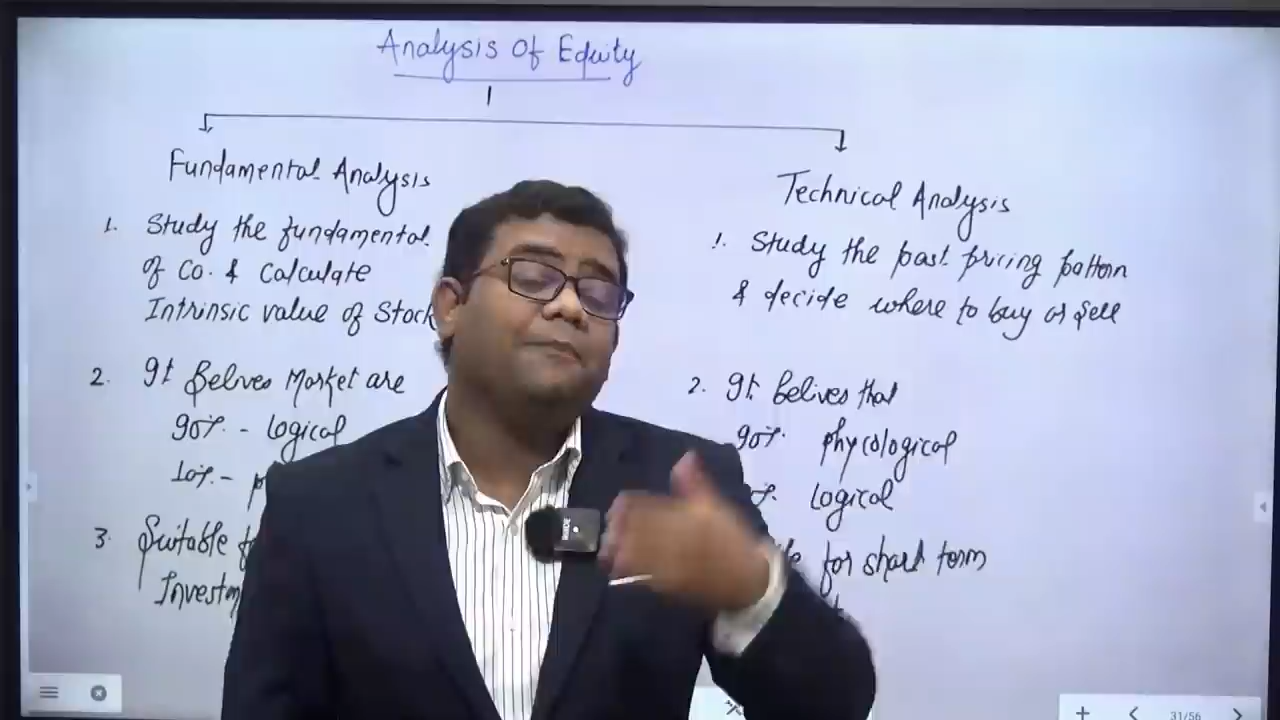 Analysis of Equity
Fundamental Analysis
1. Study the fundamental
of Co. & Calculate
Intrinsic value of Stock
2. It Belives Market are
90% - Logical
10% -
3. Suitable
Technical Analysis
1. Study the past pricing pattern
& decide where to buy or Sell
2. It belives that
90% phycological
Logical
for short term
31/56